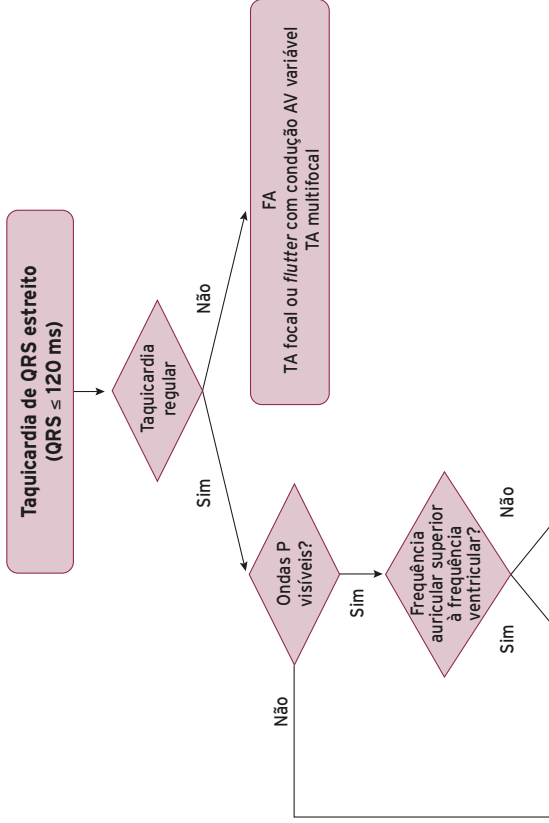 Taquicardia de QRS estreito
(QRS ≤ 120 ms)
Taquicardia
regular
Sim
Não
FA
TA focal ou flutter com condução AV variável
TA multifocal
Ondas P
visíveis?
Não
Sim
Frequência
auricular superior
à frequência
ventricular?
Sim
Não